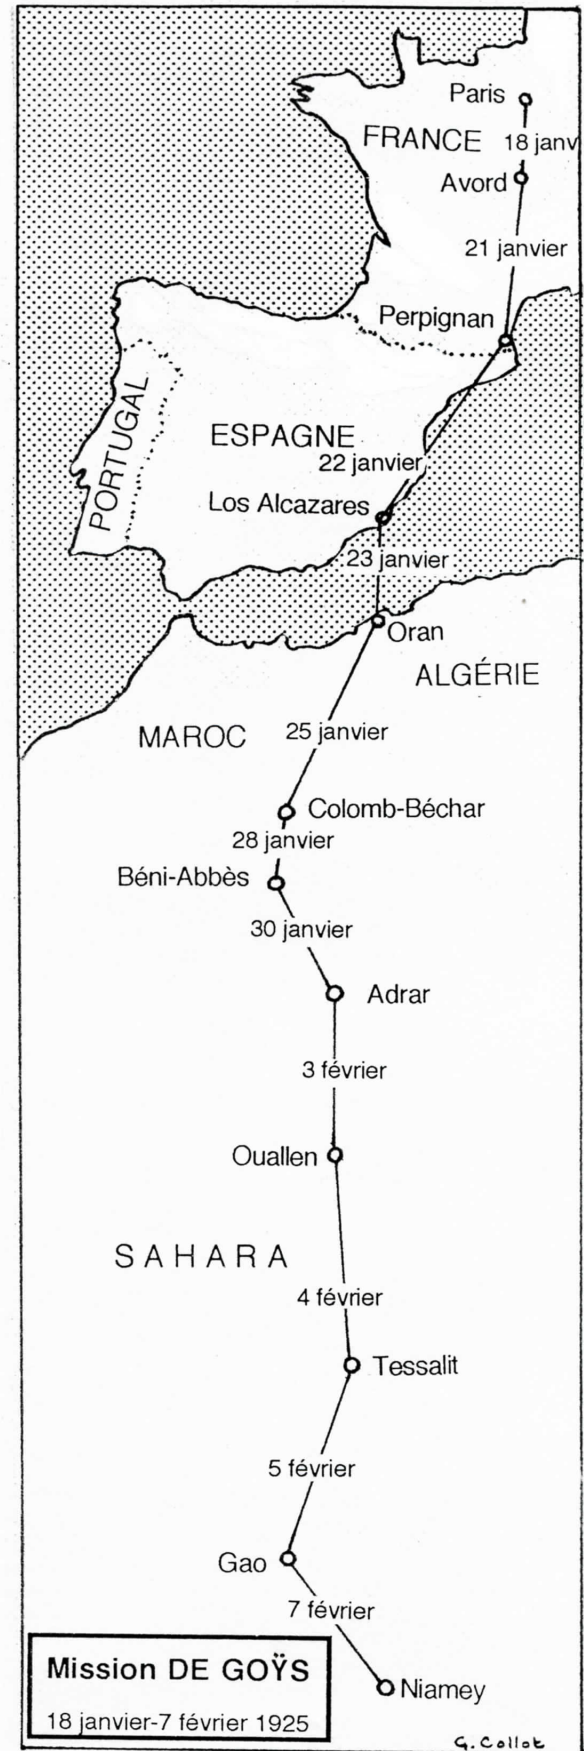 Paris
FRANCE
18 janv
Avord
21 janvier
Perpignan
PORTUGAL
ESPAGNE
22 janvier
Los Alcazares
23 janvier
Oran
ALGÉRIE
MAROC
25 janvier
Colomb-Béchar
28 janvier
Béni-Abbès
30 janvier
Adrar
3 février
Ouallen
SAHARA
4 février
Tessalit
5 février
Gao
7 février
Niamey
Mission DE GOŸS
18 janvier-7 février 1925
G. Collot